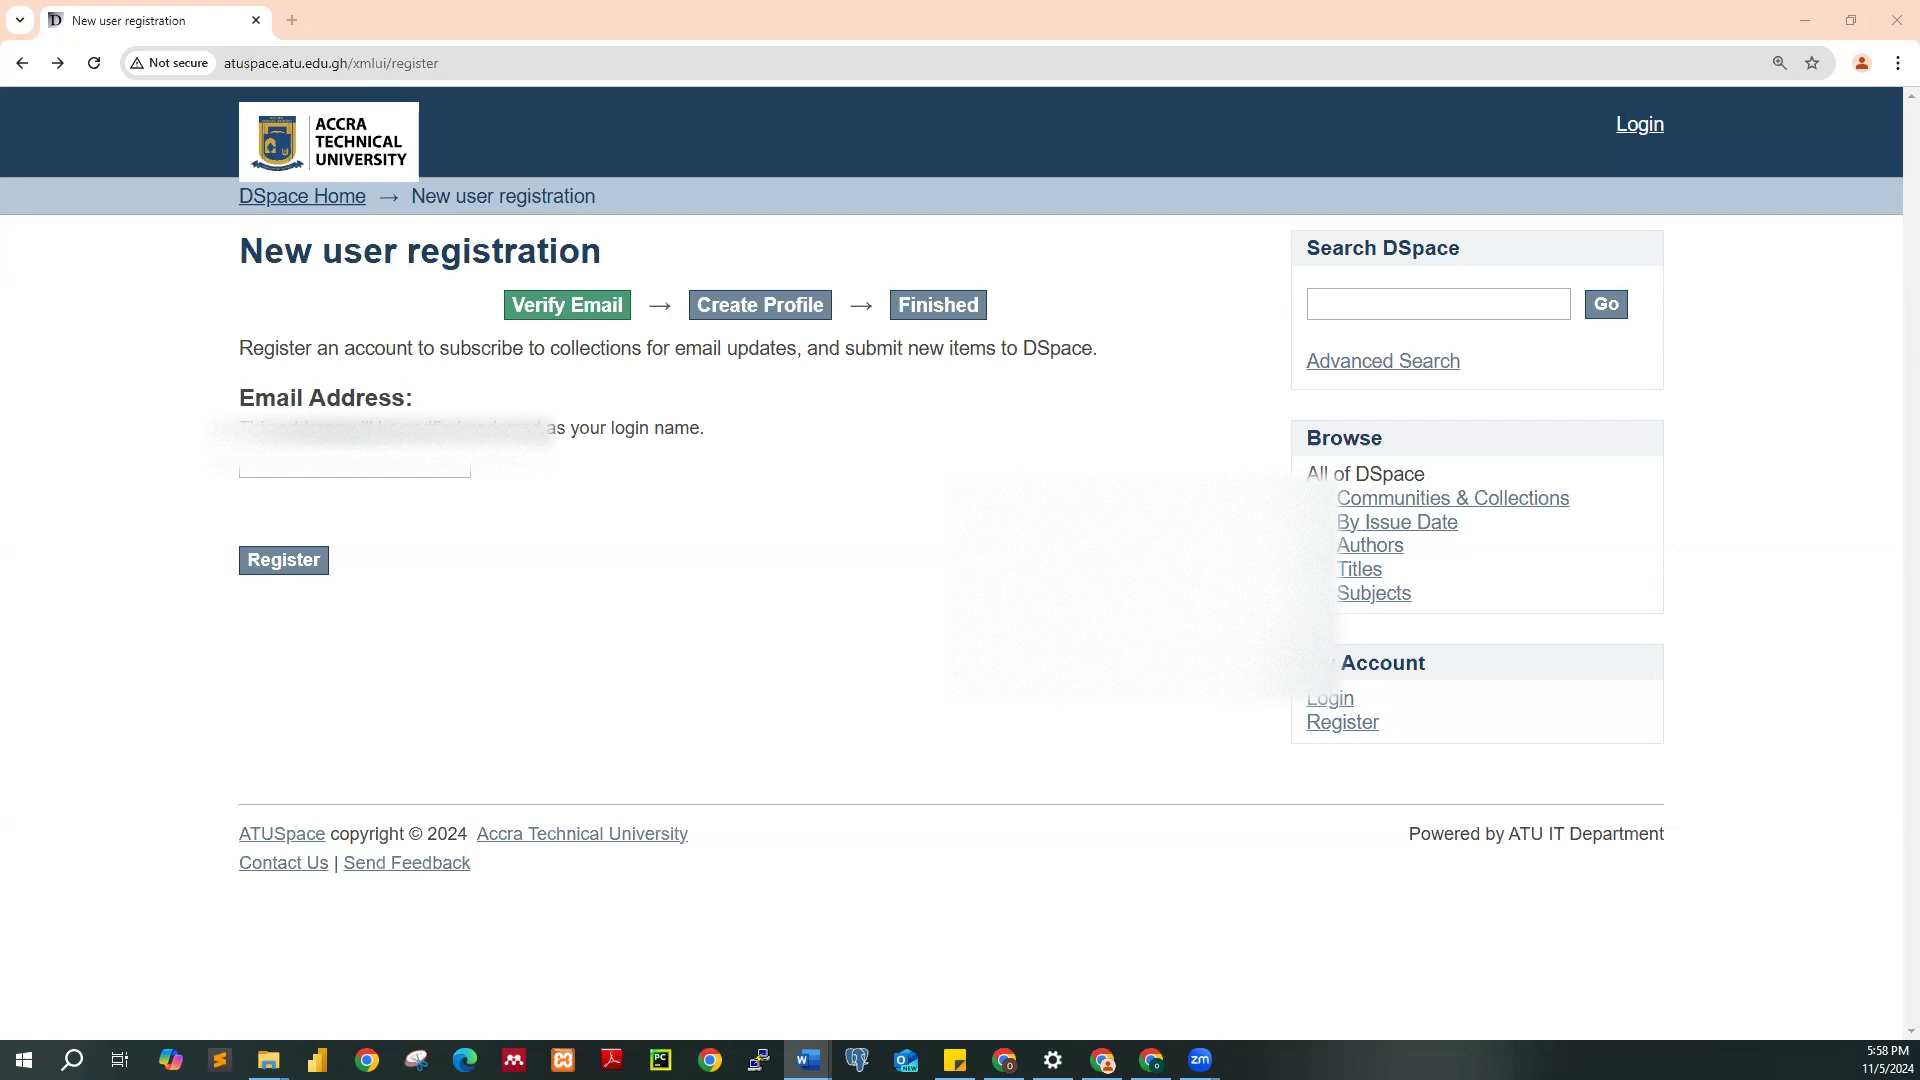 New user registration
Not secure
atuspace.atu.edu.gh/xmlui/register
ACCRA
TECHNICAL
UNIVERSITY
Login
DSpace Home → New user registration
New user registration
Verify Email → Create Profile → Finished
Register an account to subscribe to collections for email updates, and submit new items to DSpace.
Email Address:
as your login name.
Register
Search DSpace
Go
Advanced Search
Browse
All of DSpace
Communities & Collections
By Issue Date
Authors
Titles
Subjects
Account
Login
Register
ATUSpace copyright © 2024 Accra Technical University
Contact Us | Send Feedback
Powered by ATU IT Department
5:58 PM
11/5/2024